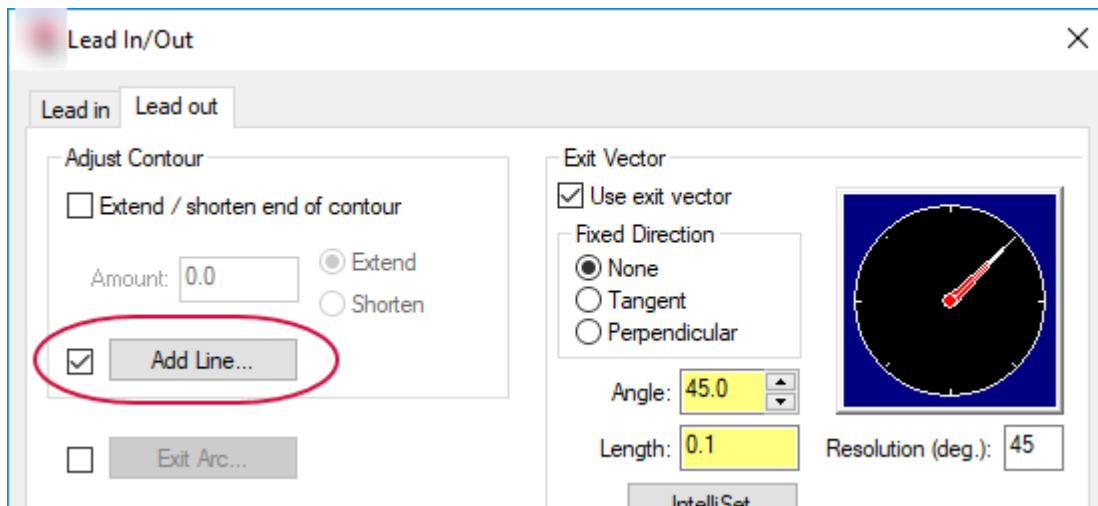 Lead In/Out
Lead in
Lead out
Adjust Contour
Extend / shorten end of contour
Amount: 0.0
Extend
Shorten
Add Line...
Exit Arc...
Exit Vector
Use exit vector
Fixed Direction
None
Tangent
Perpendicular
Angle: 45.0
Length: 0.1
Resolution (deg.): 45
IntelliSet